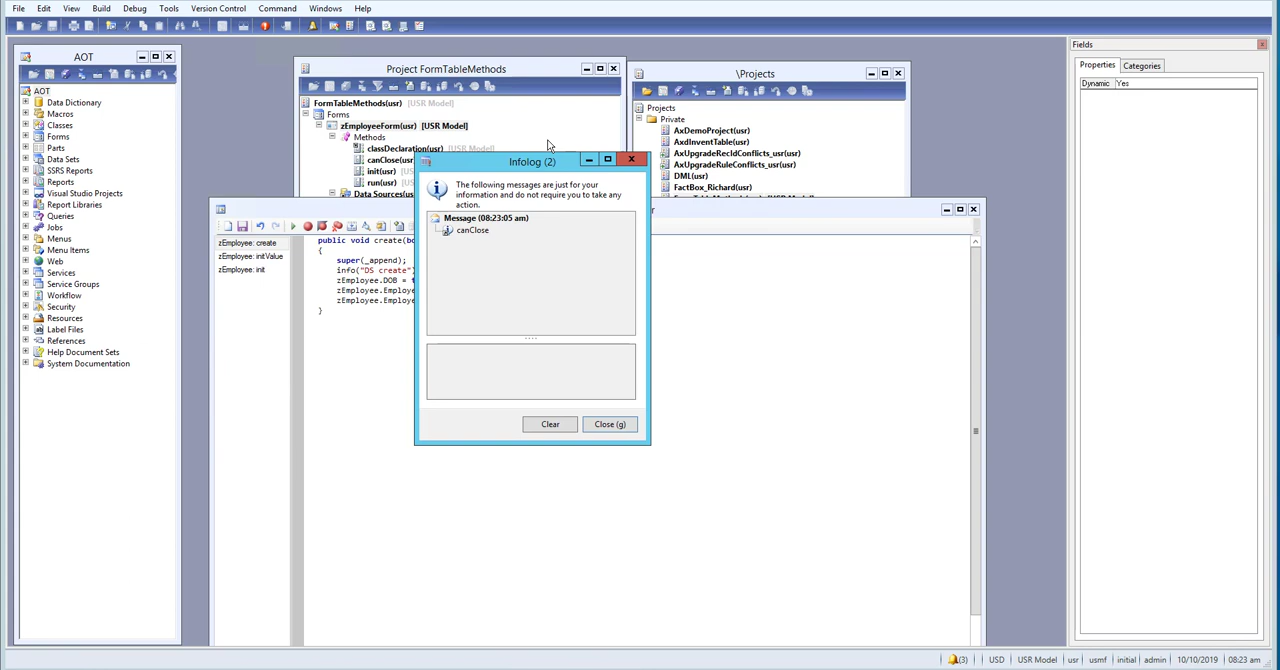 File Edit View Build Debug Tools Version Control Command Windows Help
AOT
AOT
Data Dictionary
Macros
Classes
Forms
Parts
Data Sets
SSRS Reports
Reports
Visual Studio Projects
Report Libraries
Queries
Jobs
Menus
Menu Items
Web
Services
Service Groups
Workflow
Security
Resources
Label Files
References
Help Document Sets
System Documentation
Project FormTableMethods
FormTableMethods(usr) [USR Model]
Forms
zEmployeeForm(usr) [USR Model]
Methods
classDeclaration(usr) [USR Model]
canClose(usr
init(usr) [US
run(usr) [U
Data Sources(u
\Projects
Projects
Private
AxDemoProject(usr)
AxdInventTable(usr)
AxUpgradeRecIdConflicts_usr(usr)
AxUpgradeRuleConflicts_usr(usr)
DML(usr)
FactBox_Richard(usr)
zEmployee: create
zEmployee: initValue
zEmployee: init
public void create(bo
{
super(_append);
info("DS create")
zEmployee.DOB =
zEmployee.Employe
zEmployee.Employe
}
Infolog (2)
The following messages are just for your
information and do not require you to take any
action.
Message (08:23:05 am)
canClose
Clear Close (g)
Fields
Properties Categories
Dynamic Yes
(3) USD USR Model usr usmf initial admin 10/10/2019 08:23 am